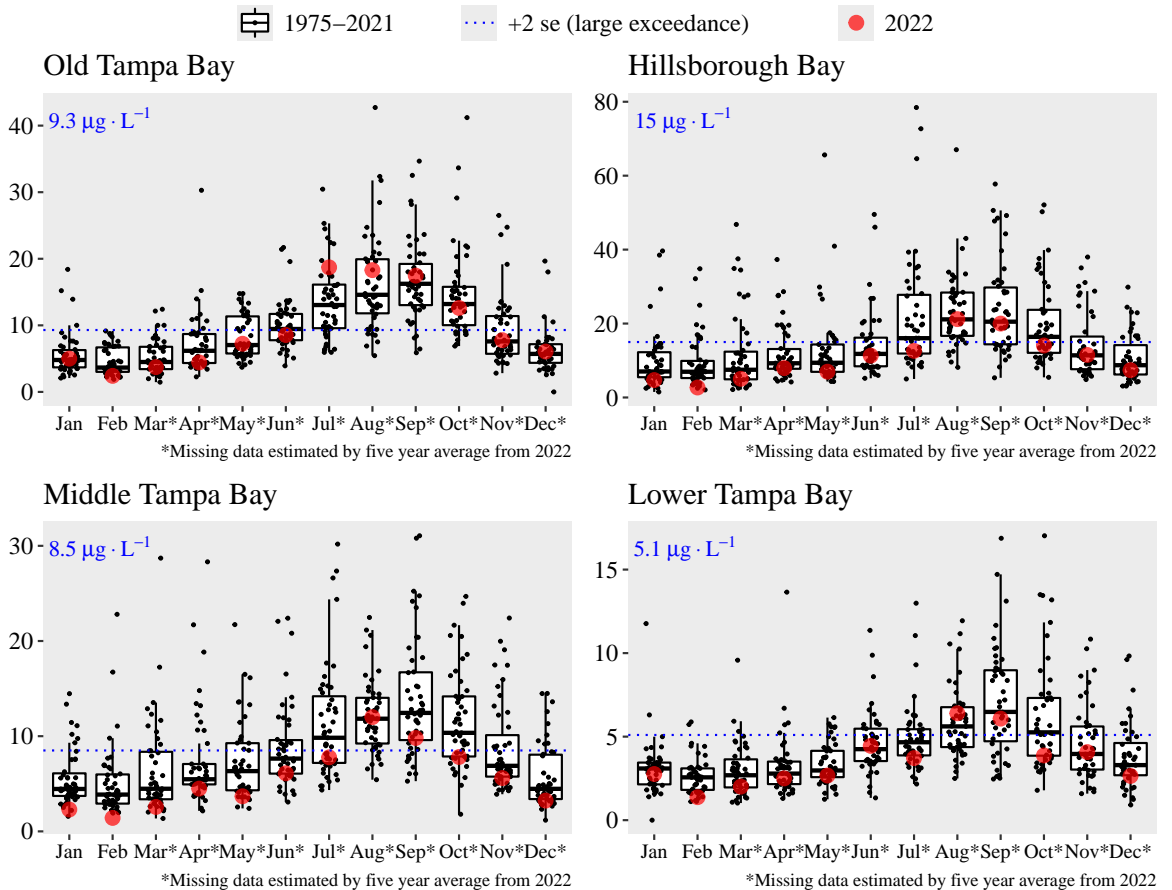 1975–2021 +2 se (large exceedance) 2022
Old Tampa Bay
9.3 μg · L⁻¹
40
30
20
10
0
Jan Feb Mar* Apr* May* Jun* Jul* Aug* Sep* Oct* Nov* Dec*
*Missing data estimated by five year average from 2022
Hillsborough Bay
15 μg · L⁻¹
80
60
40
20
0
Jan Feb Mar* Apr* May* Jun* Jul* Aug* Sep* Oct* Nov* Dec*
*Missing data estimated by five year average from 2022
Middle Tampa Bay
8.5 μg · L⁻¹
30
20
10
0
Jan Feb Mar* Apr* May* Jun* Jul* Aug* Sep* Oct* Nov* Dec*
*Missing data estimated by five year average from 2022
Lower Tampa Bay
5.1 μg · L⁻¹
15
10
5
0
Jan Feb Mar* Apr* May* Jun* Jul* Aug* Sep* Oct* Nov* Dec*
*Missing data estimated by five year average from 2022